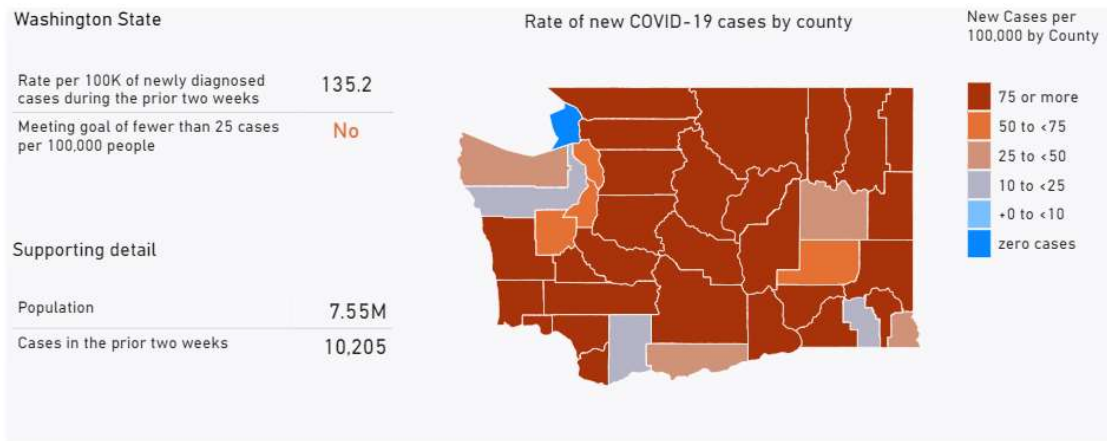 Washington State
Rate per 100K of newly diagnosed
cases during the prior two weeks
135.2
Meeting goal of fewer than 25 cases
per 100,000 people
No
Supporting detail
Population
7.55M
Cases in the prior two weeks
10,205
Rate of new COVID-19 cases by county
New Cases per
100,000 by County
75 or more
50 to <75
25 to <50
10 to <25
+0 to <10
zero cases